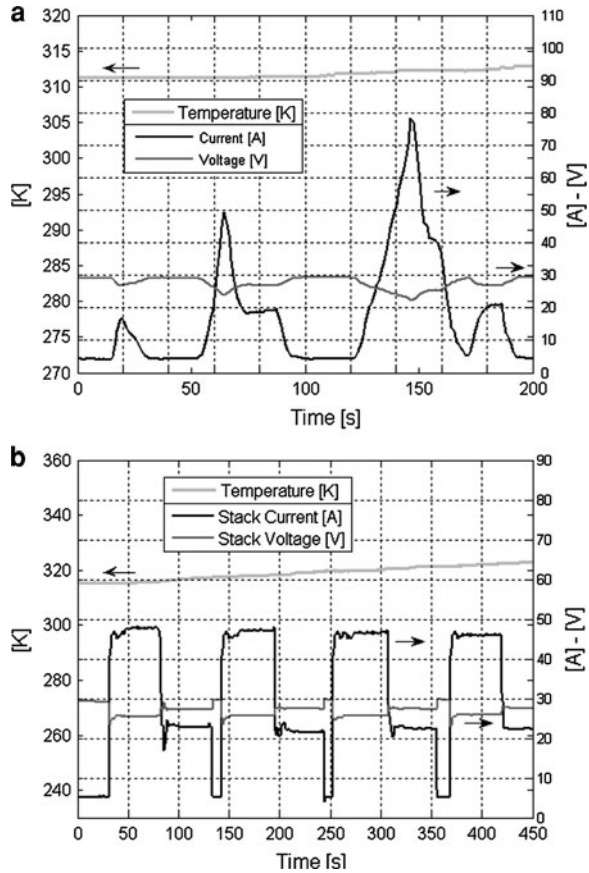 a
320
315
312
305
300
295
290
284
280
272
270
[K]
Temperature [K]
Current [A]
Voltage [V]
110
100
90
80
70
60
50
40
30
20
10
0
[A] - [V]
0 50 100 150 200
Time [s]
b
360
340
320
300
280
260
240
[K]
Temperature [K]
Stack Current [A]
Stack Voltage [V]
90
80
70
60
50
40
30
20
10
0
[A] - [V]
0 50 100 150 200 250 300 350 400 450
Time [s]